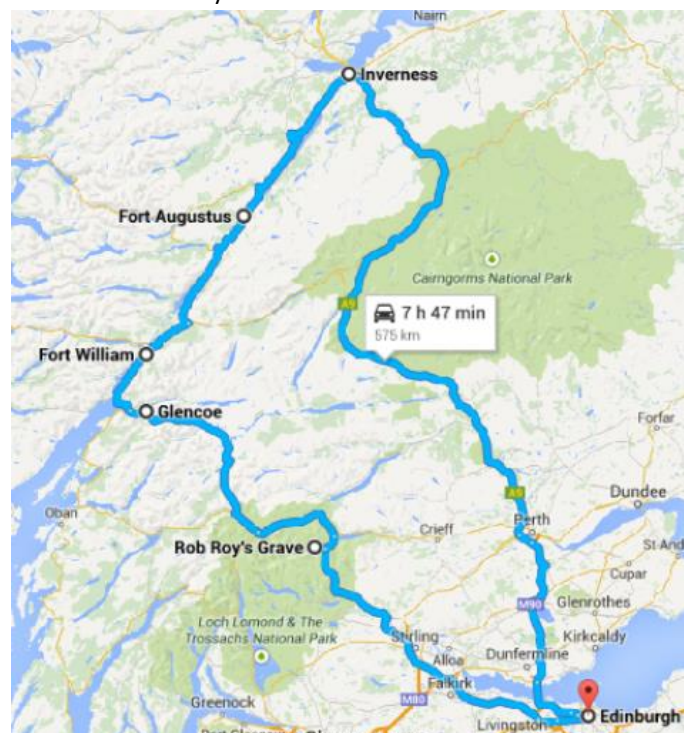 Nairn
Inverness
Fort Augustus
Cairngorms National Park
A9
7 h 47 min
575 km
Fort William
Glencoe
Forfar
Oban
A9
Dundee
Crieff
Perth
Rob Roy's Grave
St And
Cupar
M90
Glenrothes
Loch Lomond & The
Trossachs National Park
Stirling
Kirkcaldy
Alloa
Dunfermline
Falkirk
Greenock
M80
Livingston
Edinburgh